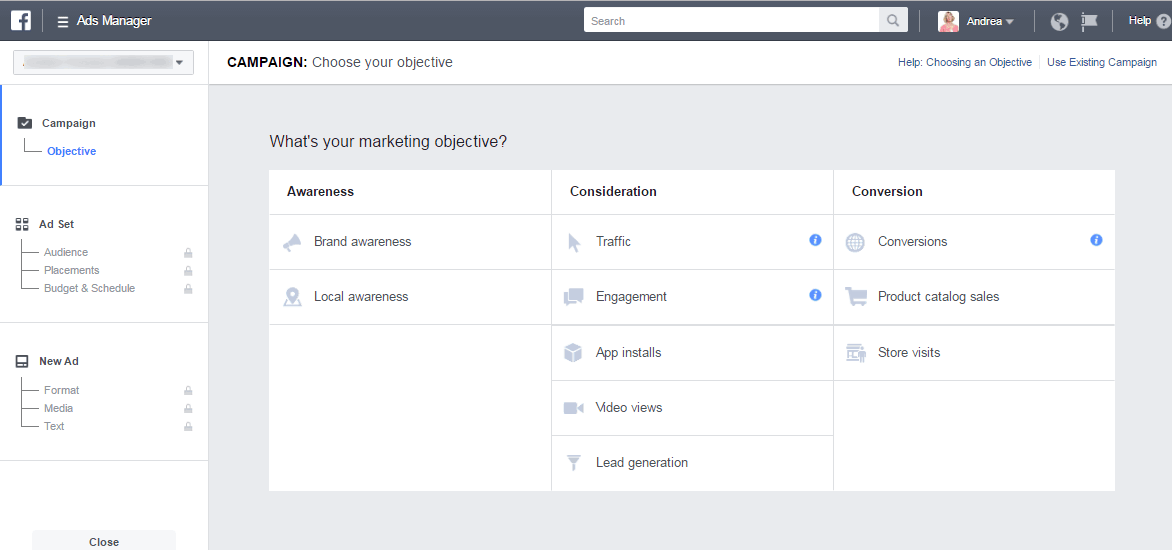 Ads Manager
Search
Andrea
Help
CAMPAIGN: Choose your objective
Help: Choosing an Objective
Use Existing Campaign
Campaign
Objective
Ad Set
Audience
Placements
Budget & Schedule
New Ad
Format
Media
Text
Close
What's your marketing objective?
Awareness
Consideration
Conversion
Brand awareness
Traffic
Conversions
Local awareness
Engagement
Product catalog sales
App installs
Store visits
Video views
Lead generation